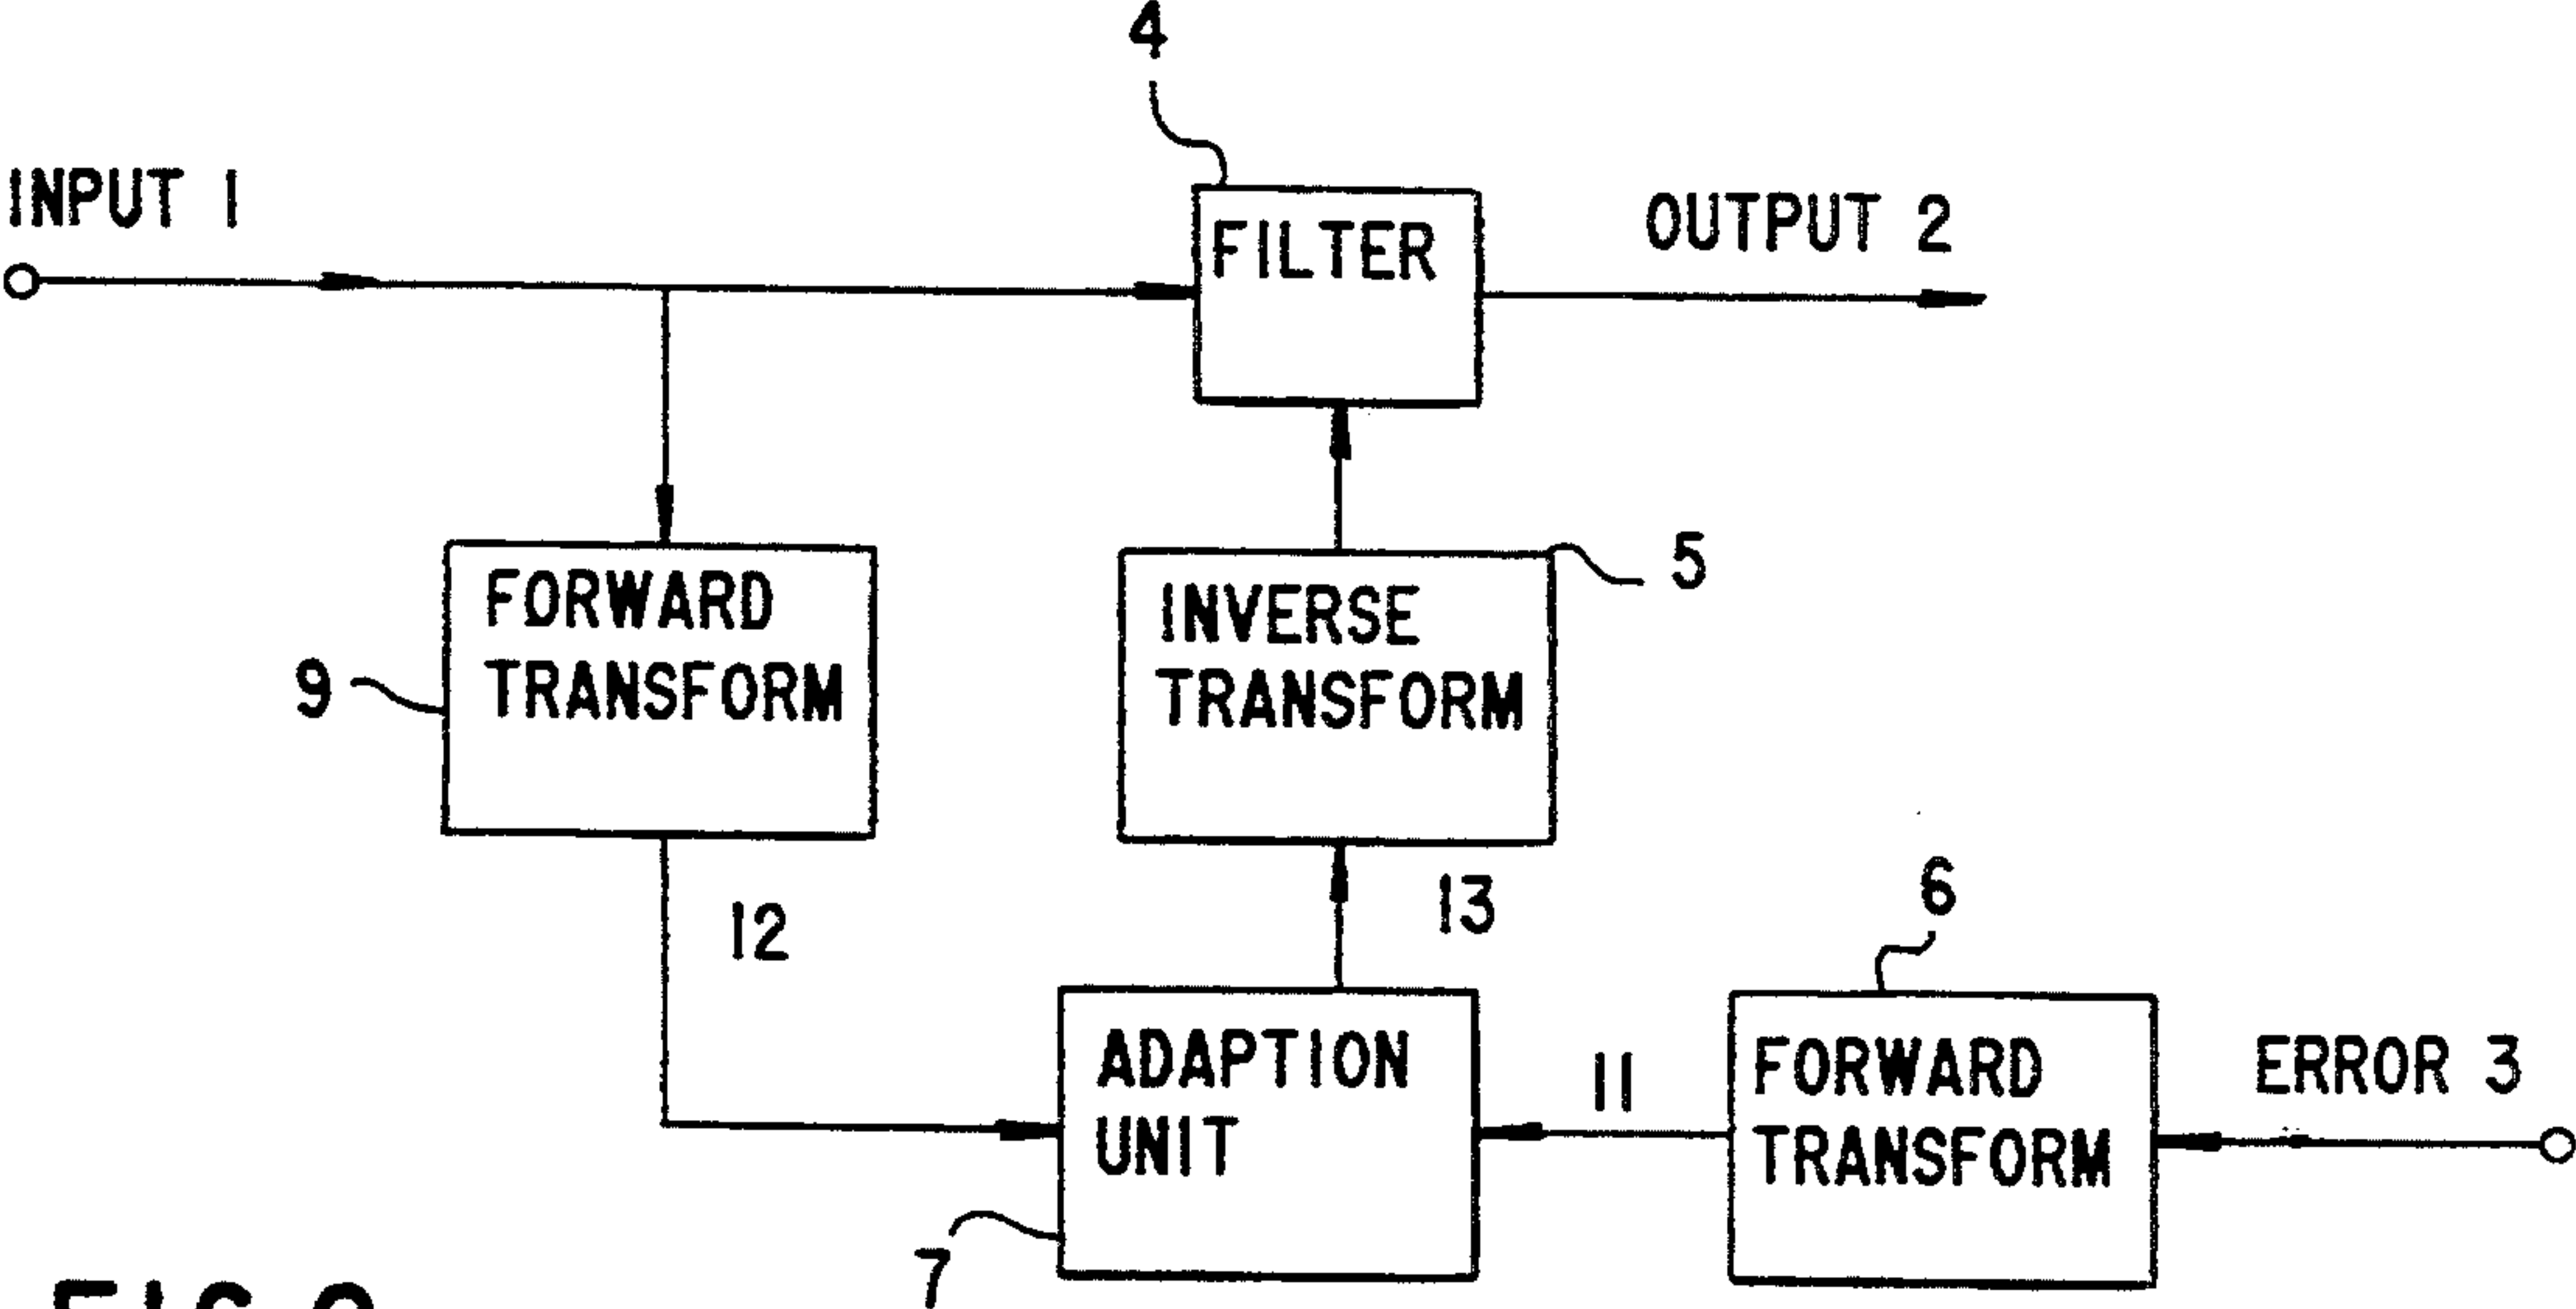 4
INPUT 1
FILTER
OUTPUT 2
FORWARD
TRANSFORM
9
INVERSE
TRANSFORM
5
12
13
6
ADAPTION
UNIT
7
11
FORWARD
TRANSFORM
ERROR 3